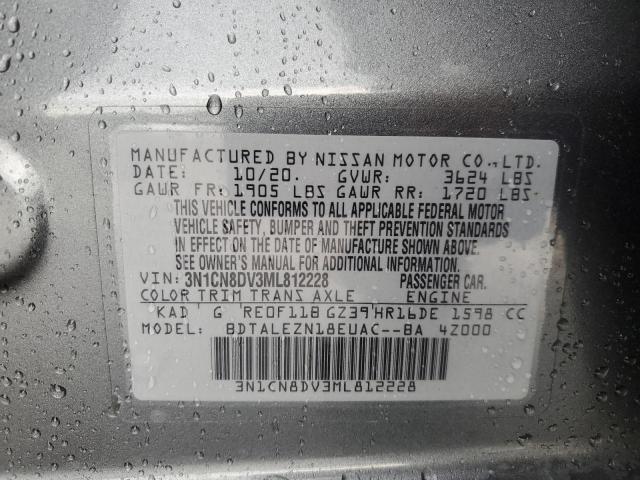 MANUFACTURED BY NISSAN MOTOR CO.,LTD.
DATE: 10/20. GVWR: 3624 LBS
GAWR FR: 1905 LBS GAWR RR: 1720 LBS
THIS VEHICLE CONFORMS TO ALL APPLICABLE FEDERAL MOTOR
VEHICLE SAFETY, BUMPER AND THEFT PREVENTION STANDARDS
IN EFFECT ON THE DATE OF MANUFACTURE SHOWN ABOVE.
SEE OWNER'S MANUAL FOR ADDITIONAL INFORMATION.
VIN: 3N1CN8DV3ML812228 PASSENGER CAR.
COLOR TRIM TRANS AXLE ENGINE
KAD G RE0F11B GZ39 HR16DE 1598 CC
MODEL: BDTALEZN18EUAC--BA 4Z000
3N1CN8DV3ML812228